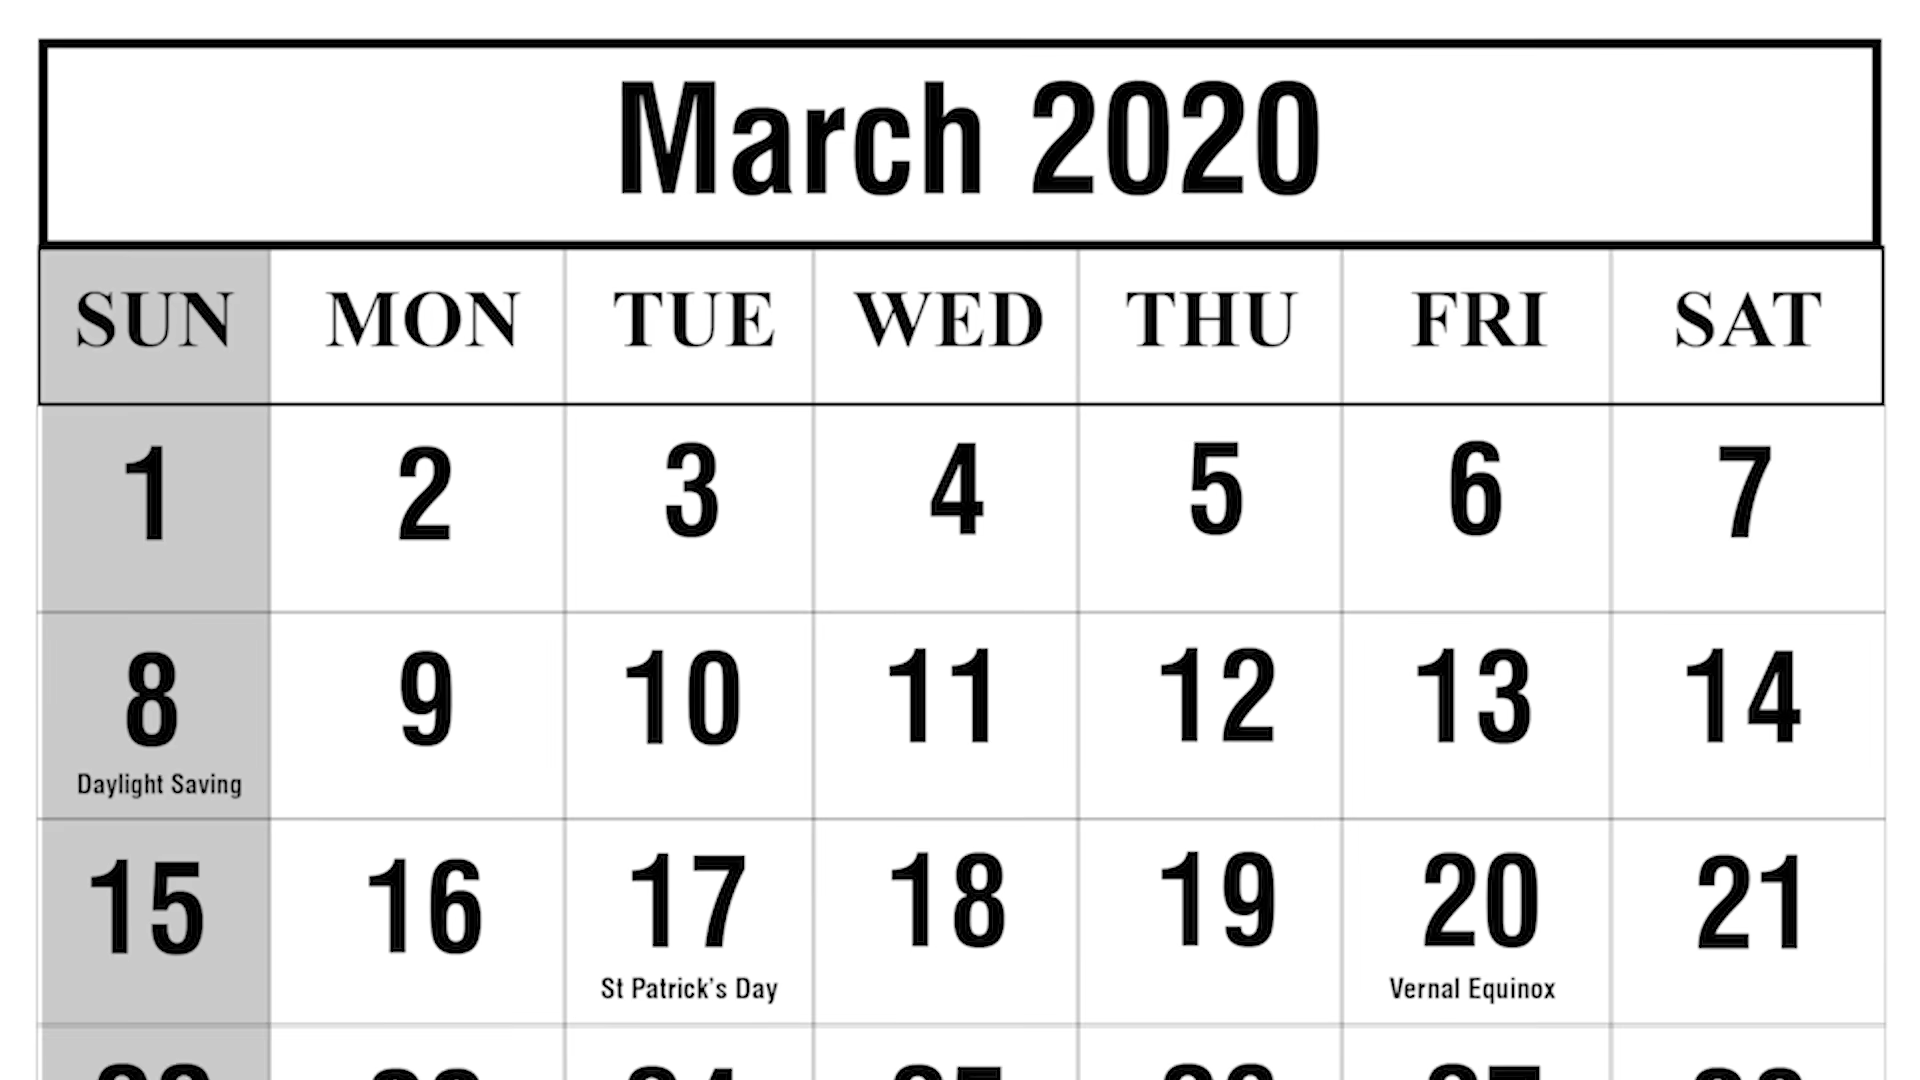 March 2020
SUN MON TUE WED THU FRI SAT
1 2 3 4 5 6 7
8 9 10 11 12 13 14
Daylight Saving
15 16 17 18 19 20 21
St Patrick's Day Vernal Equinox